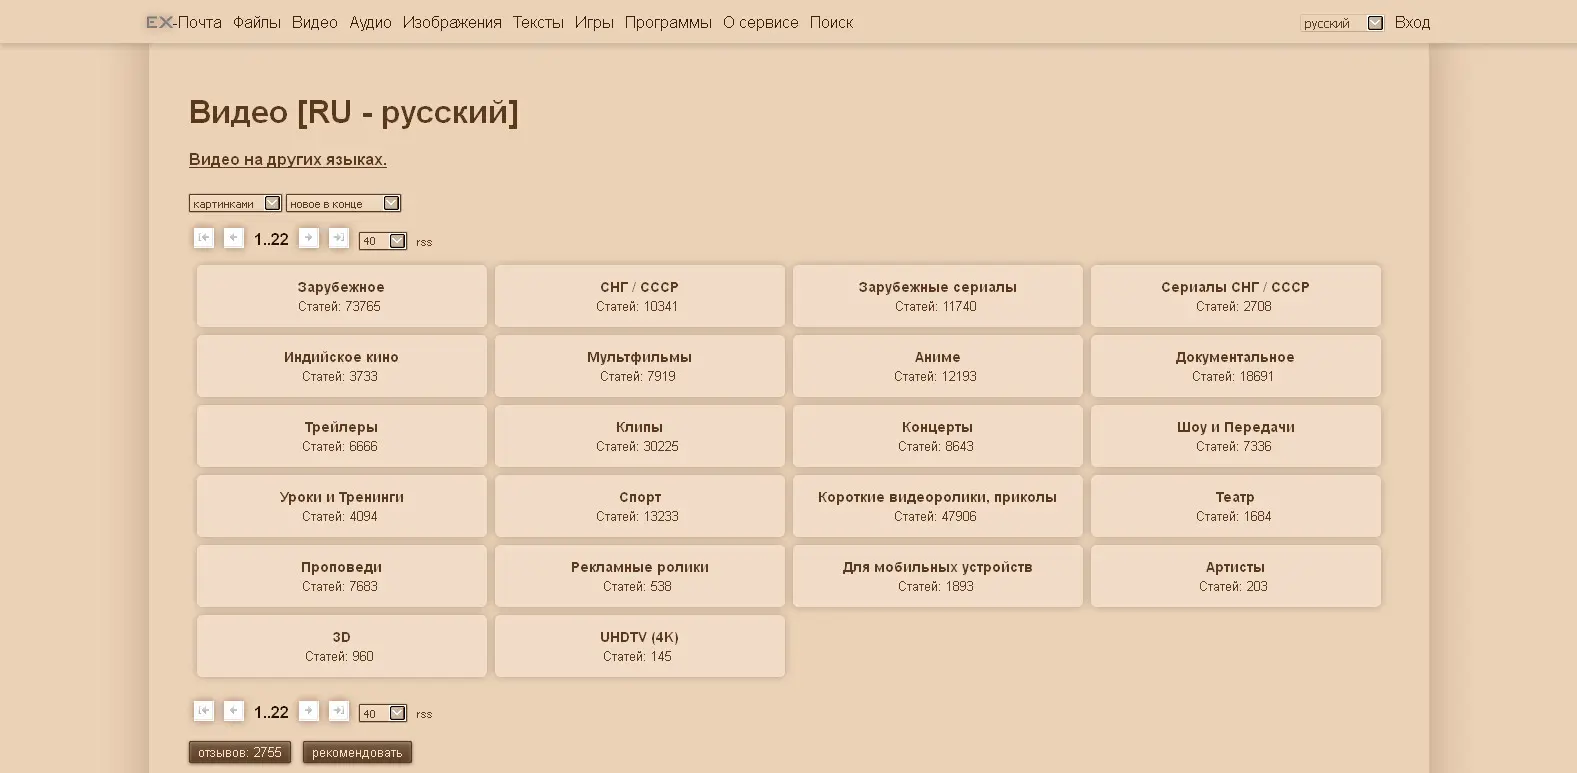 EX-Почта Файлы Видео Аудио Изображения Тексты Игры Программы О сервисе Поиск русский Вход
Видео [RU - русский]
Видео на других языках.
картинками новое в конце
1..22 40 rss
Зарубежное
Статей: 73765
СНГ / СССР
Статей: 10341
Зарубежные сериалы
Статей: 11740
Сериалы СНГ / СССР
Статей: 2708
Индийское кино
Статей: 3733
Мультфильмы
Статей: 7919
Аниме
Статей: 12193
Документальное
Статей: 18691
Трейлеры
Статей: 6666
Клипы
Статей: 30225
Концерты
Статей: 8643
Шоу и Передачи
Статей: 7336
Уроки и Тренинги
Статей: 4094
Спорт
Статей: 13233
Короткие видеоролики, приколы
Статей: 47906
Театр
Статей: 1684
Проповеди
Статей: 7683
Рекламные ролики
Статей: 538
Для мобильных устройств
Статей: 1893
Артисты
Статей: 203
3D
Статей: 960
UHDTV (4K)
Статей: 145
1..22 40 rss
отзывов: 2755 рекомендовать